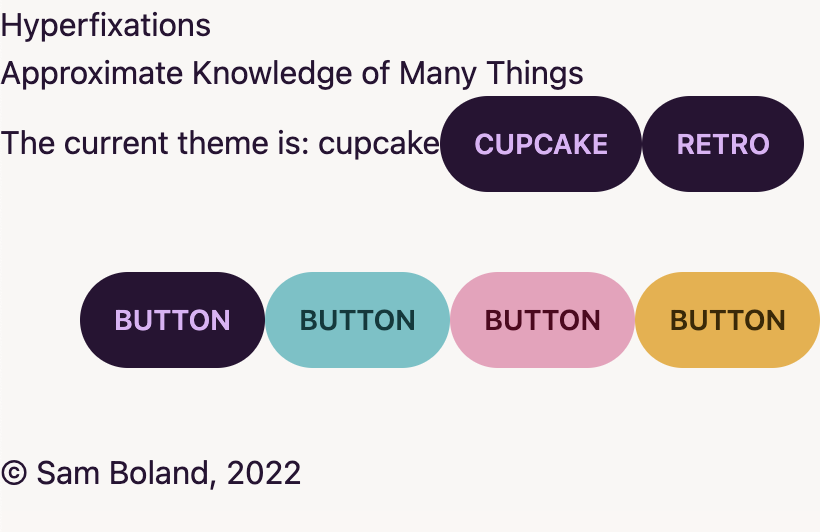 Hyperfixations
Approximate Knowledge of Many Things
The current theme is: cupcake CUPCAKE RETRO
BUTTON BUTTON BUTTON BUTTON
© Sam Boland, 2022